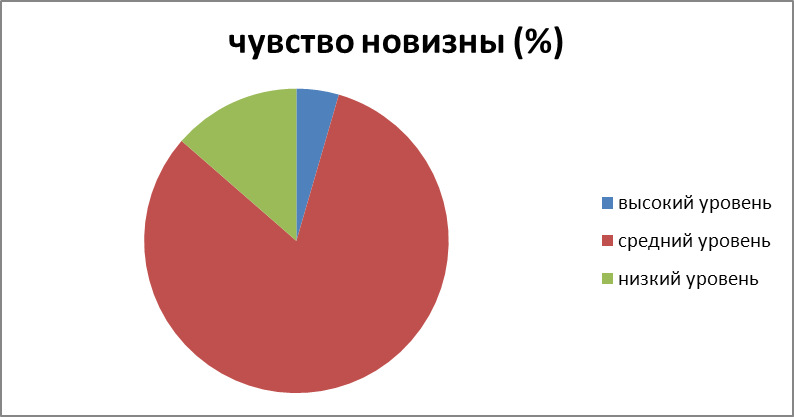 чувство новизны (%)
высокий уровень
средний уровень
низкий уровень